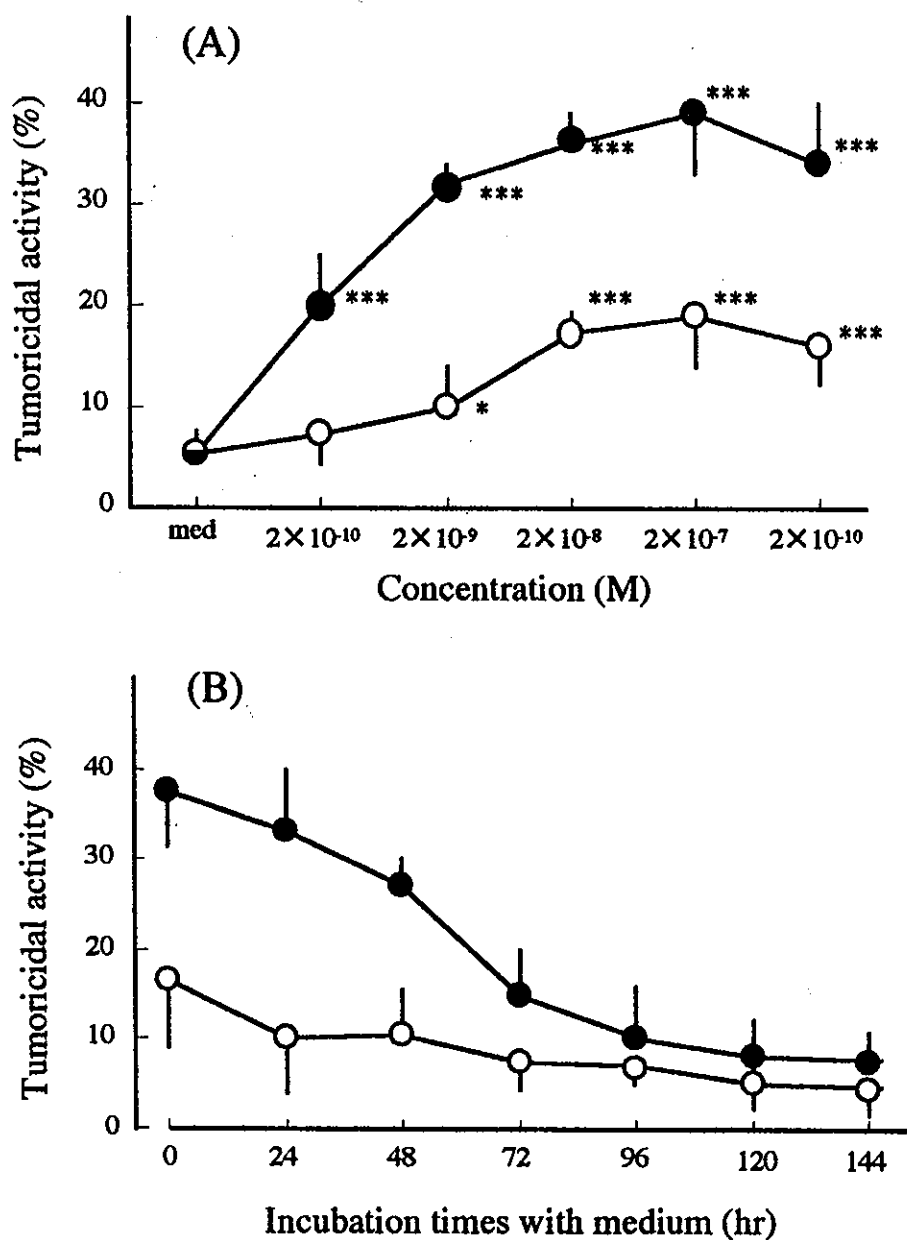 (A)
Tumoricidal activity (%)
40
30
20
10
0
***
***
***
***
***
***
***
***
*
med 2×10⁻¹⁰ 2×10⁻⁹ 2×10⁻⁸ 2×10⁻⁷ 2×10⁻¹⁰
Concentration (M)
(B)
Tumoricidal activity (%)
40
30
20
10
0
0 24 48 72 96 120 144
Incubation times with medium (hr)